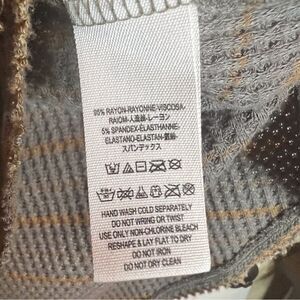 95% RAYON-RAYONNE-VISCOSA-
RAION-人造絲-レーヨン
5% SPANDEX-ELASTHANNE-
ELASTANO-ELASTAN-
スパンデックス
HAND WASH COLD SEPARATELY
DO NOT WRING OR TWIST
USE ONLY NON-CHLORINE BLEACH
RESHAPE & LAY FLAT TO DRY
DO NOT IRON
DO NOT DRY CLEAN